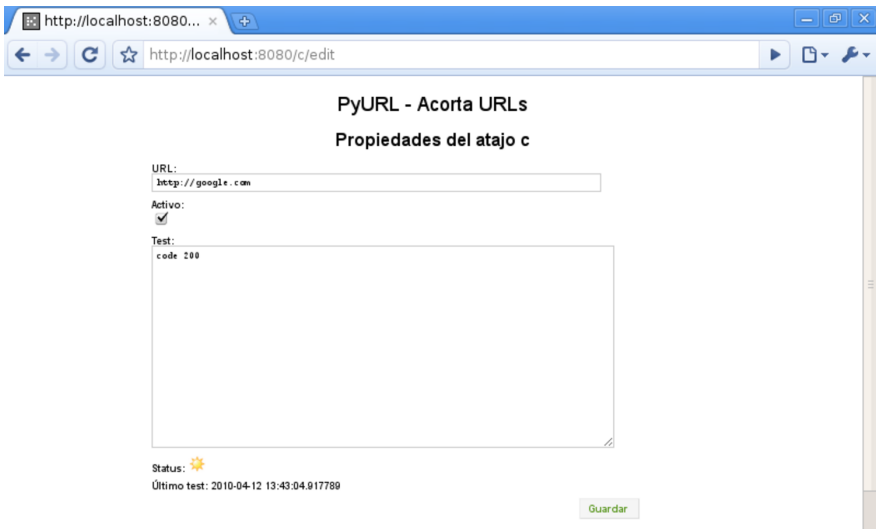 http://localhost:8080...
http://localhost:8080/c/edit
PyURL - Acorta URLs
Propiedades del atajo c
URL:
http://google.com
Activo:
Test:
code 200
Status:
Último test: 2010-04-12 13:43:04.917789
Guardar